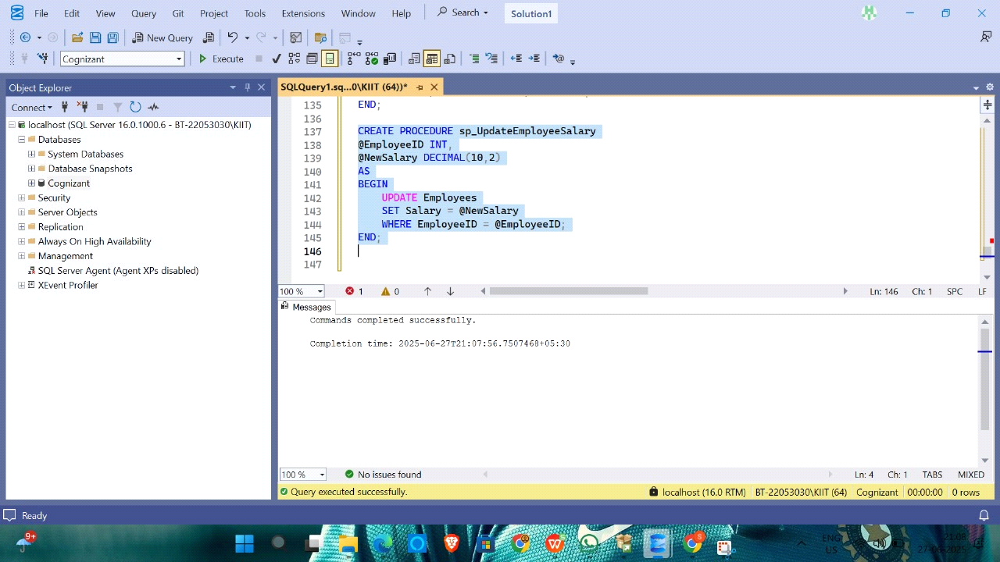 File Edit View Query Git Project Tools Extensions Window Help Search Solution1
New Query
Cognizant Execute
Object Explorer
Connect
localhost (SQL Server 16.0.1000.6 - BT-22053030\KIIT)
Databases
System Databases
Database Snapshots
Cognizant
Security
Server Objects
Replication
Always On High Availability
Management
SQL Server Agent (Agent XPs disabled)
XEvent Profiler
SQLQuery1.sq...0\KIIT (64))*
135 END;
136
137 CREATE PROCEDURE sp_UpdateEmployeeSalary
138 @EmployeeID INT,
139 @NewSalary DECIMAL(10,2)
140 AS
141 BEGIN
142 UPDATE Employees
143 SET Salary = @NewSalary
144 WHERE EmployeeID = @EmployeeID;
145 END;
146
147
100 % 1 0 Ln: 146 Ch: 1 SPC LF
Messages
Commands completed successfully.
Completion time: 2025-06-27T21:07:56.7507468+05:30
100 % No issues found Ln: 4 Ch: 1 TABS MIXED
Query executed successfully. localhost (16.0 RTM) BT-22053030\KIIT (64) Cognizant 00:00:00 0 rows
Ready
9+ ENG US 21:08 27-06-2025